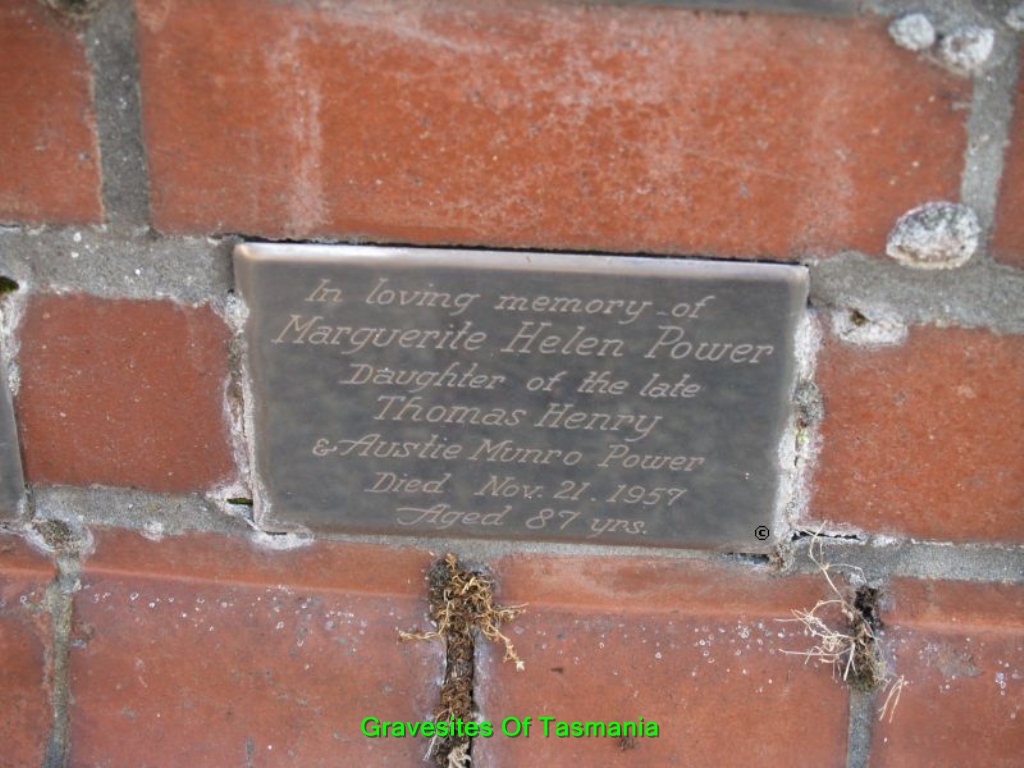 In loving memory of
Marguerite Helen Power
Daughter of the late
Thomas Henry
& Austie Munro Power
Died Nov. 21. 1957
Aged 87 yrs.
©
Gravesites Of Tasmania